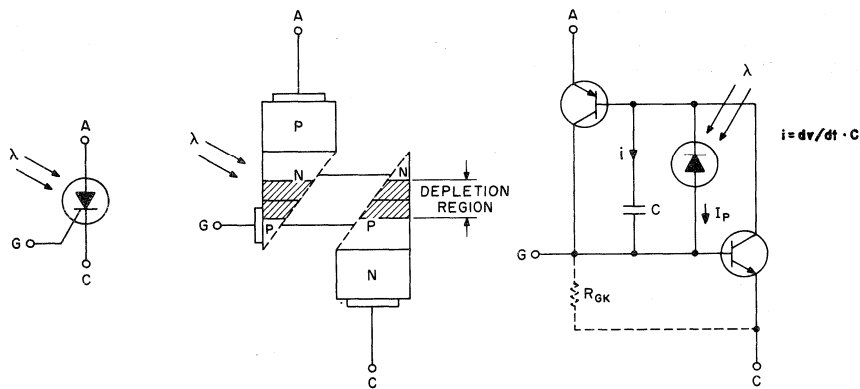 A
λ
G
C
A
λ
P
N
N
DEPLETION
REGION
G
P
P
N
C
A
λ
i = dv/dt · C
i
C
I_P
G
R_GK
C